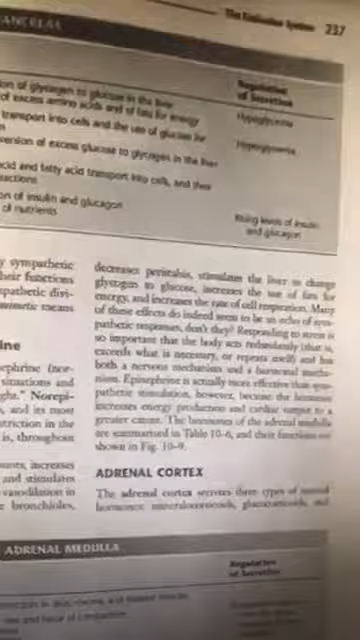 The Endocrine System 237
PANCREAS
Regulation
of Secretion
ion of glycogen to glucose in the liver
of excess amino acids and of fats for energy
Hypoglycemia
transport into cells and the use of glucose for
version of excess glucose to glycogen in the liver
Hyperglycemia
acid and fatty acid transport into cells, and their
reactions
on of insulin and glucagon
of nutrients
Rising levels of insulin
and glucagon
y sympathetic
heir functions
pathetic divi-
mimetic means
ine
ephrine (nor-
situations and
ght." Norepi-
, and its most
striction in the
is, throughout
unts, increases
and stimulates
vasodilation in
e bronchioles,
decreases peristalsis, stimulates the liver to change
glycogen to glucose, increases the use of fats for
energy, and increases the rate of cell respiration. Many
of these effects do indeed seem to be an echo of sym-
pathetic responses, don't they? Responding to stress is
so important that the body acts redundantly (that is,
exceeds what is necessary, or repeats itself) and has
both a nervous mechanism and a hormonal mecha-
nism. Epinephrine is actually more effective than sym-
pathetic stimulation, however, because the hormone
increases energy production and cardiac output to a
greater extent. The hormones of the adrenal medulla
are summarized in Table 10–6, and their functions are
shown in Fig. 10–9.
ADRENAL CORTEX
The adrenal cortex secretes three types of steroid
hormones: mineralocorticoids, glucocorticoids, and
ADRENAL MEDULLA
Regulation
of Secretion